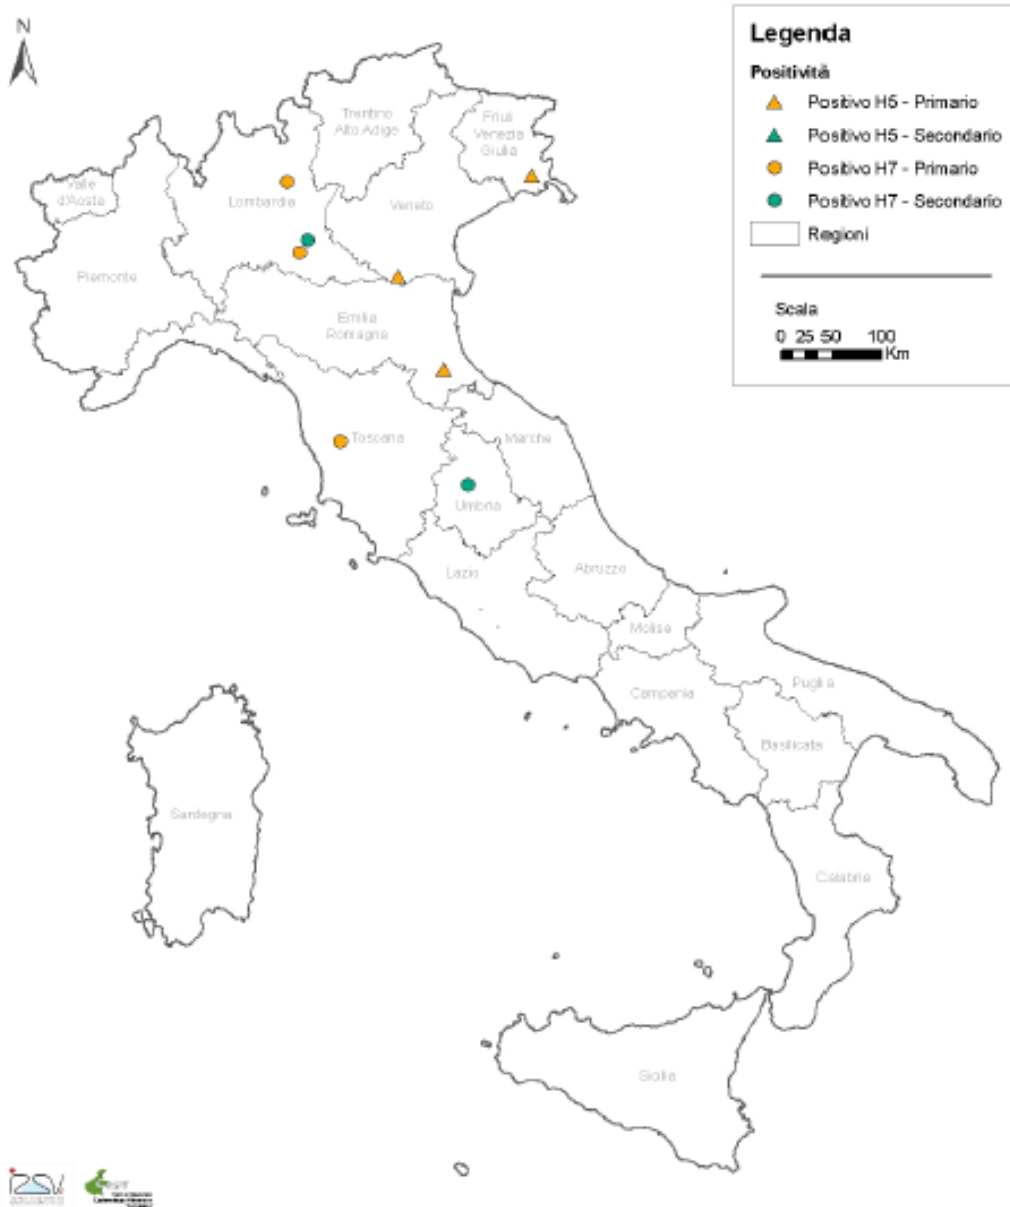 N
Legenda
Positività
Positivo H5 - Primario
Positivo H5 - Secondario
Positivo H7 - Primario
Positivo H7 - Secondario
Regioni
Scala
0 25 50 100
Km
Trentino
Alto Adige
Friuli
Venezia
Giulia
Valle
d'Aosta
Lombardia
Veneto
Piemonte
Emilia
Romagna
Toscana
Marche
Umbria
Lazio
Abruzzo
Molise
Campania
Puglia
Basilicata
Sardegna
Calabria
Sicilia